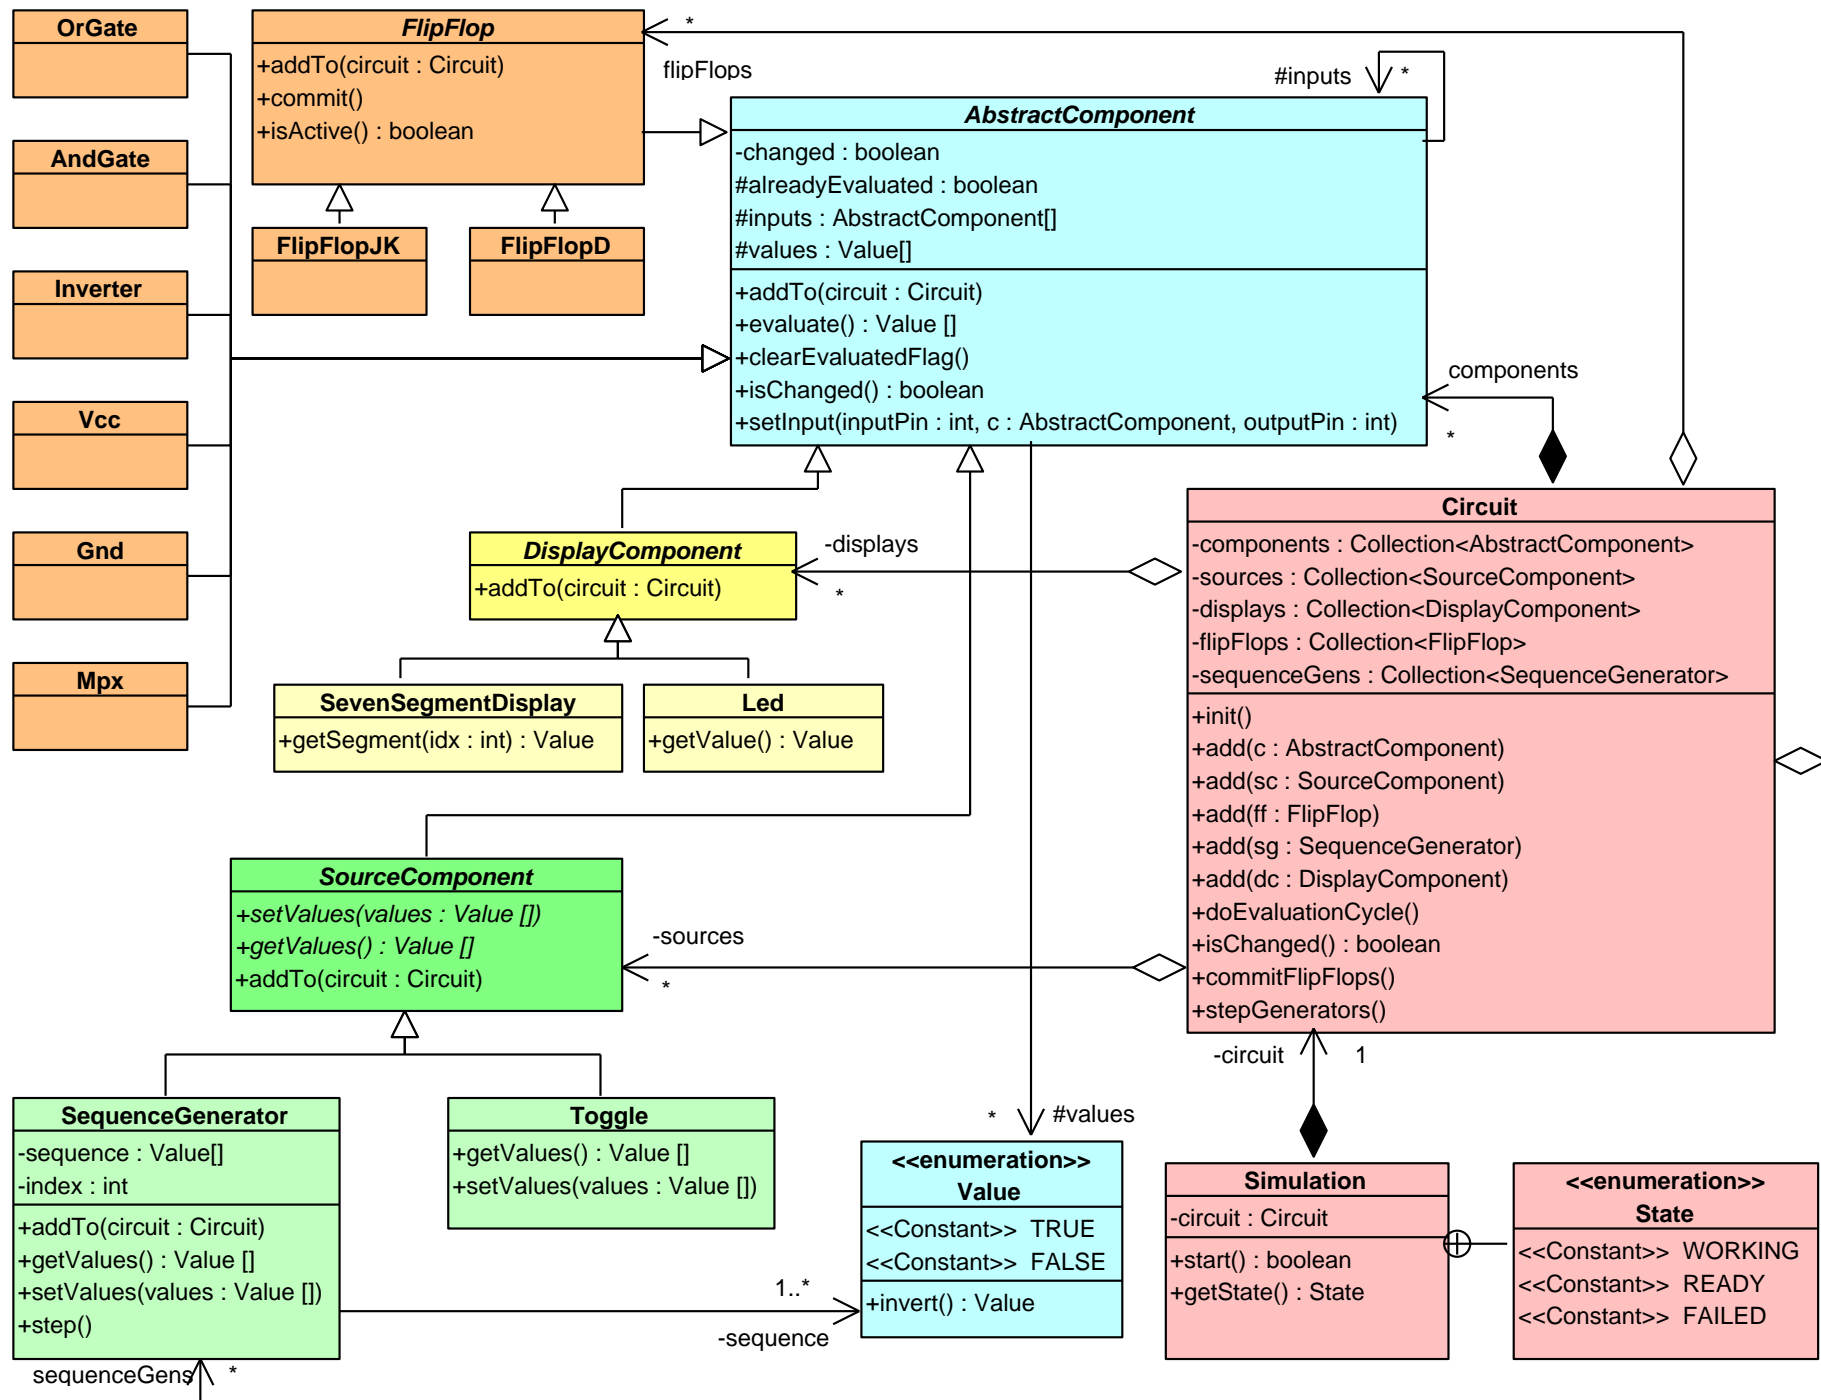 OrGate
AndGate
Inverter
Vcc
Gnd
Mpx
FlipFlop
+addTo(circuit : Circuit)
+commit()
+isActive() : boolean
*
flipFlops
FlipFlopJK
FlipFlopD
#inputs
*
AbstractComponent
-changed : boolean
#alreadyEvaluated : boolean
#inputs : AbstractComponent[]
#values : Value[]
+addTo(circuit : Circuit)
+evaluate() : Value []
+clearEvaluatedFlag()
+isChanged() : boolean
+setInput(inputPin : int, c : AbstractComponent, outputPin : int)
components
*
DisplayComponent
+addTo(circuit : Circuit)
-displays
*
SevenSegmentDisplay
+getSegment(idx : int) : Value
Led
+getValue() : Value
Circuit
-components : Collection<AbstractComponent>
-sources : Collection<SourceComponent>
-displays : Collection<DisplayComponent>
-flipFlops : Collection<FlipFlop>
-sequenceGens : Collection<SequenceGenerator>
+init()
+add(c : AbstractComponent)
+add(sc : SourceComponent)
+add(ff : FlipFlop)
+add(sg : SequenceGenerator)
+add(dc : DisplayComponent)
+doEvaluationCycle()
+isChanged() : boolean
+commitFlipFlops()
+stepGenerators()
SourceComponent
+setValues(values : Value [])
+getValues() : Value []
+addTo(circuit : Circuit)
-sources
*
-circuit
1
SequenceGenerator
-sequence : Value[]
-index : int
+addTo(circuit : Circuit)
+getValues() : Value []
+setValues(values : Value [])
+step()
sequenceGens
*
Toggle
+getValues() : Value []
+setValues(values : Value [])
*
#values
1..*
-sequence
<<enumeration>>
Value
<<Constant>> TRUE
<<Constant>> FALSE
+invert() : Value
Simulation
-circuit : Circuit
+start() : boolean
+getState() : State
<<enumeration>>
State
<<Constant>> WORKING
<<Constant>> READY
<<Constant>> FAILED